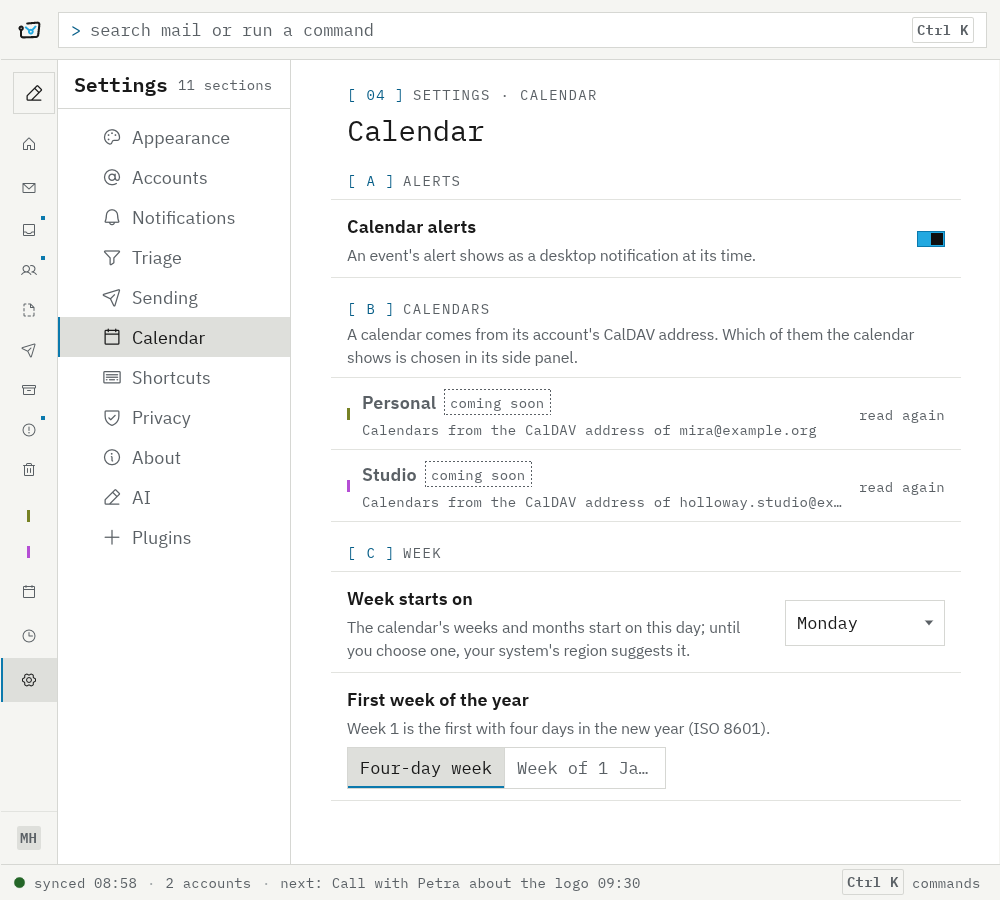 > search mail or run a command
Ctrl K
Settings 11 sections
Appearance
Accounts
Notifications
Triage
Sending
Calendar
Shortcuts
Privacy
About
AI
Plugins
MH
[ 04 ] SETTINGS · CALENDAR
Calendar
[ A ] ALERTS
Calendar alerts
An event's alert shows as a desktop notification at its time.
[ B ] CALENDARS
A calendar comes from its account's CalDAV address. Which of them the calendar
shows is chosen in its side panel.
Personal coming soon
Calendars from the CalDAV address of mira@example.org
read again
Studio coming soon
Calendars from the CalDAV address of holloway.studio@ex…
read again
[ C ] WEEK
Week starts on
The calendar's weeks and months start on this day; until
you choose one, your system's region suggests it.
Monday
First week of the year
Week 1 is the first with four days in the new year (ISO 8601).
Four-day week
Week of 1 Ja…
synced 08:58 · 2 accounts · next: Call with Petra about the logo 09:30
Ctrl K commands